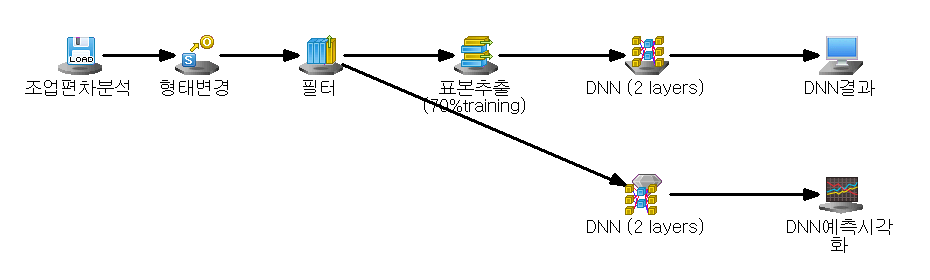 LOAD
조업편차분석
S
O
형태변경
필터
표본추출
(70%training)
DNN (2 layers)
DNN결과
DNN (2 layers)
DNN예측시각
화